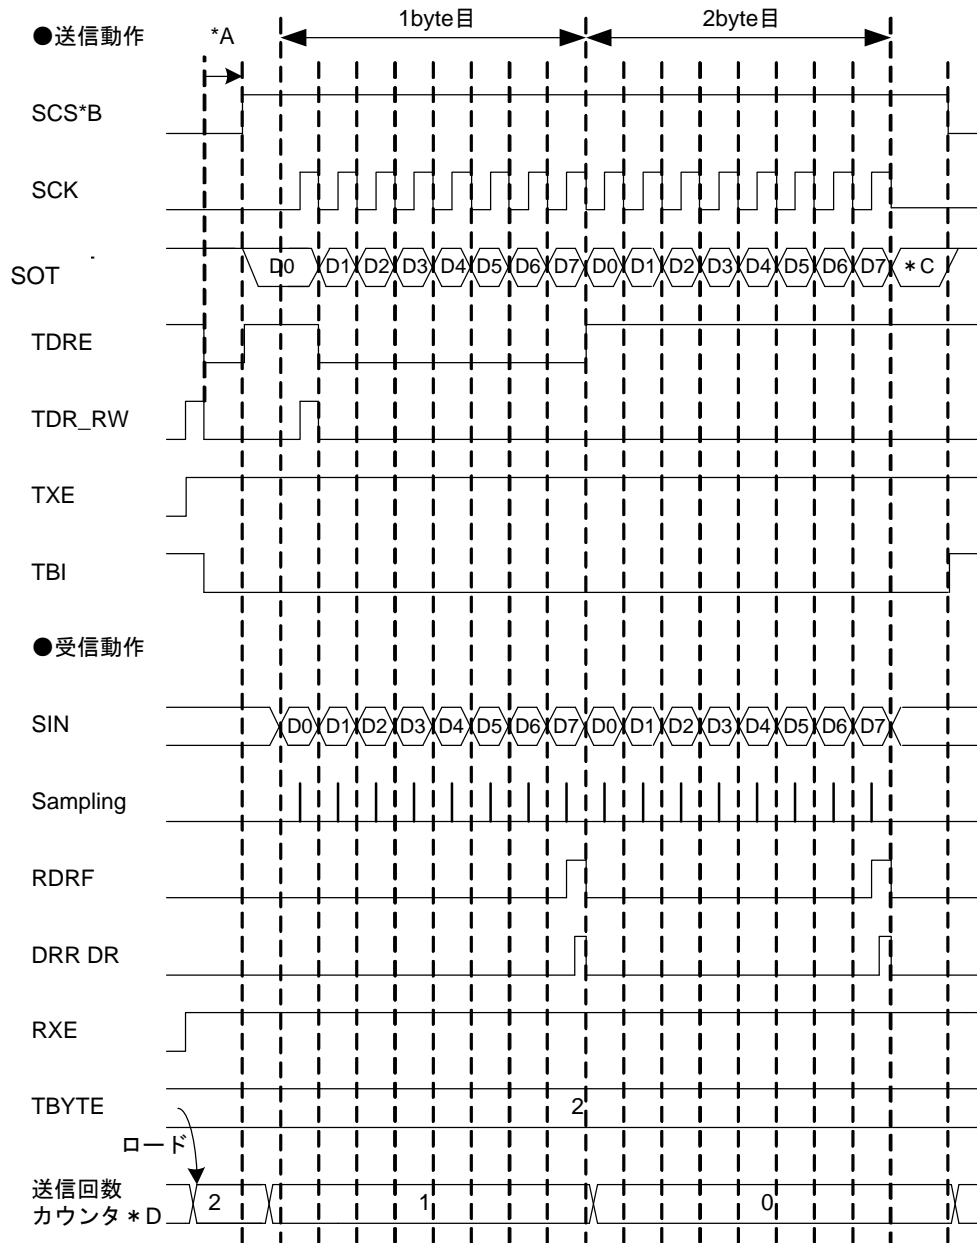 1byte目 2byte目
●送信動作 *A
SCS*B
SCK
SOT D0 D1 D2 D3 D4 D5 D6 D7 D0 D1 D2 D3 D4 D5 D6 D7 *C
TDRE
TDR_RW
TXE
TBI
●受信動作
SIN D0 D1 D2 D3 D4 D5 D6 D7 D0 D1 D2 D3 D4 D5 D6 D7
Sampling
RDRF
DRR DR
RXE
TBYTE 2
ロード
送信回数
カウンタ*D 2 1 0